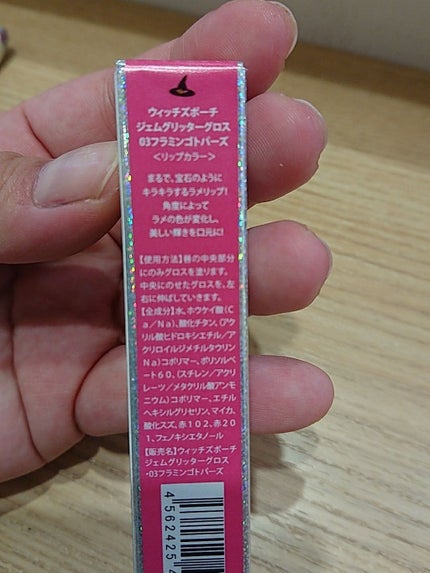 ウィッチズポーチ
ジェムグリッターグロス
03フラミンゴトパーズ
<リップカラー>
まるで、宝石のように
キラキラするラメリップ!
角度によって
ラメの色が変化し、
美しい輝きを口元に!
【使用方法】唇の中央部分
にのみグロスを塗ります。
中央にのせたグロスを、左
右に伸ばしていきます。
【全成分】水、ホウケイ酸(C
a/Na)、酸化チタン、(アク
リル酸ヒドロキシエチル/ア
クリロイルジメチルタウリン
Na)コポリマー、ポリソルベ
ート60、(スチレン/アクリ
レーツ/メタクリル酸アンモ
ニウム)コポリマー、エチル
ヘキシルグリセリン、マイカ、
酸化スズ、赤102、赤20
1、フェノキシエタノール
【販売名】ウィッチズポーチ
ジェムグリッターグロス
・03フラミンゴトパーズ
4562425